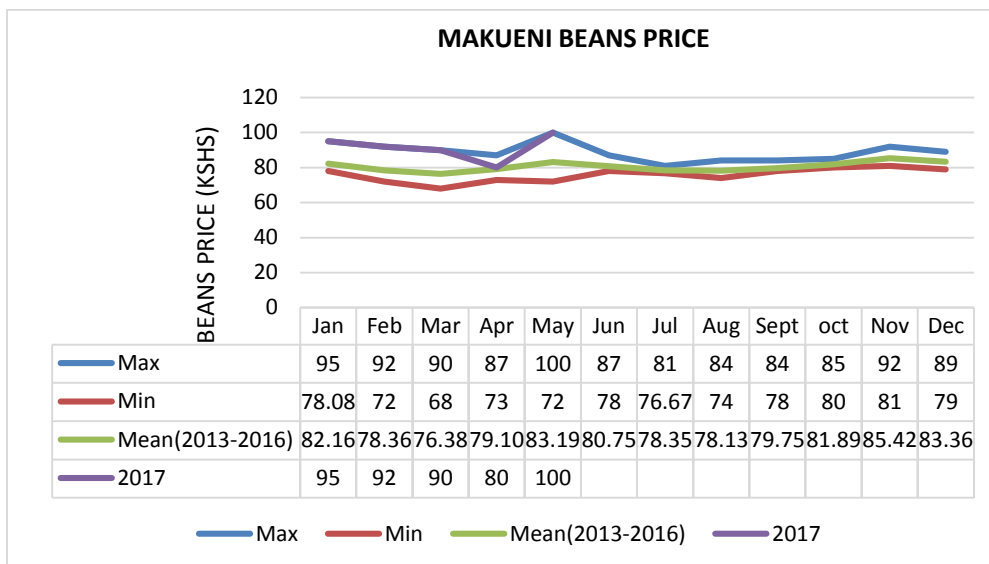 MAKUENI BEANS PRICE
BEANS PRICE (KSHS)
120
100
80
60
40
20
0
Jan Feb Mar Apr May Jun Jul Aug Sept oct Nov Dec
Max 95 92 90 87 100 87 81 84 84 85 92 89
Min 78.08 72 68 73 72 78 76.67 74 78 80 81 79
Mean(2013-2016) 82.16 78.36 76.38 79.10 83.19 80.75 78.35 78.13 79.75 81.89 85.42 83.36
2017 95 92 90 80 100
Max Min Mean(2013-2016) 2017